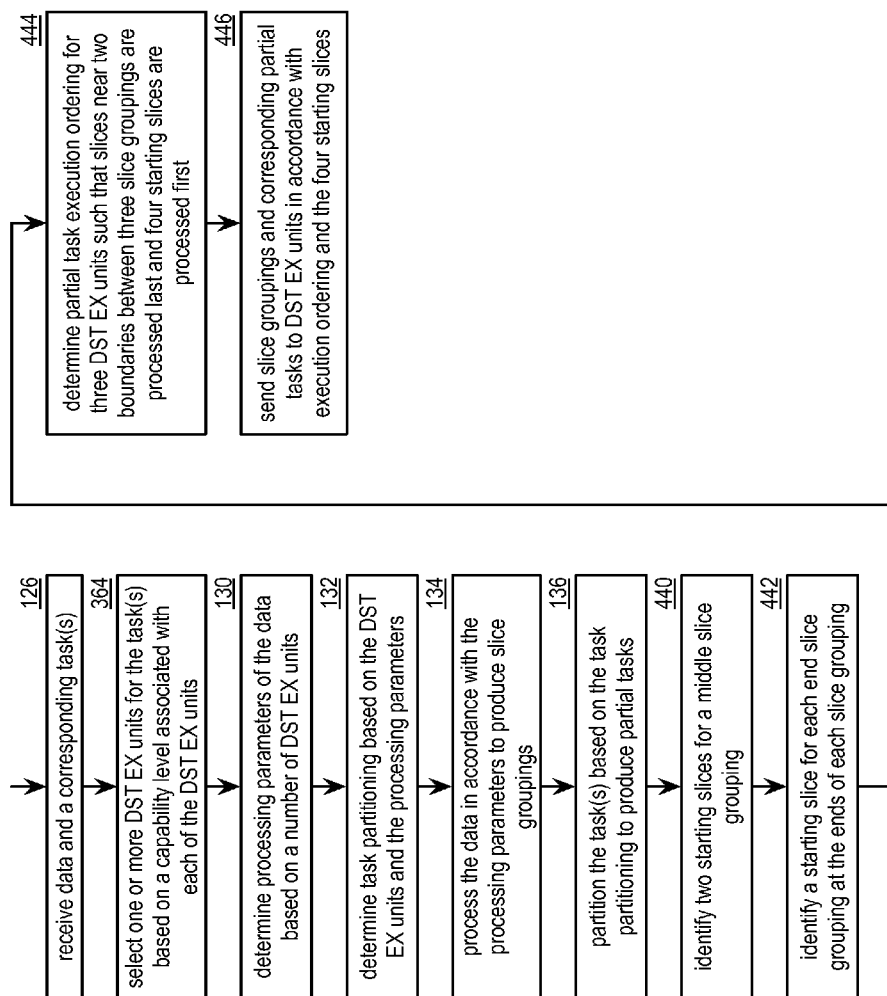 126
receive data and a corresponding task(s)
364
select one or more DST EX units for the task(s)
based on a capability level associated with
each of the DST EX units
130
determine processing parameters of the data
based on a number of DST EX units
132
determine task partitioning based on the DST
EX units and the processing parameters
134
process the data in accordance with the
processing parameters to produce slice
groupings
136
partition the task(s) based on the task
partitioning to produce partial tasks
440
identify two starting slices for a middle slice
grouping
442
identify a starting slice for each end slice
grouping at the ends of each slice grouping
444
determine partial task execution ordering for
three DST EX units such that slices near two
boundaries between three slice groupings are
processed last and four starting slices are
processed first
446
send slice groupings and corresponding partial
tasks to DST EX units in accordance with
execution ordering and the four starting slices